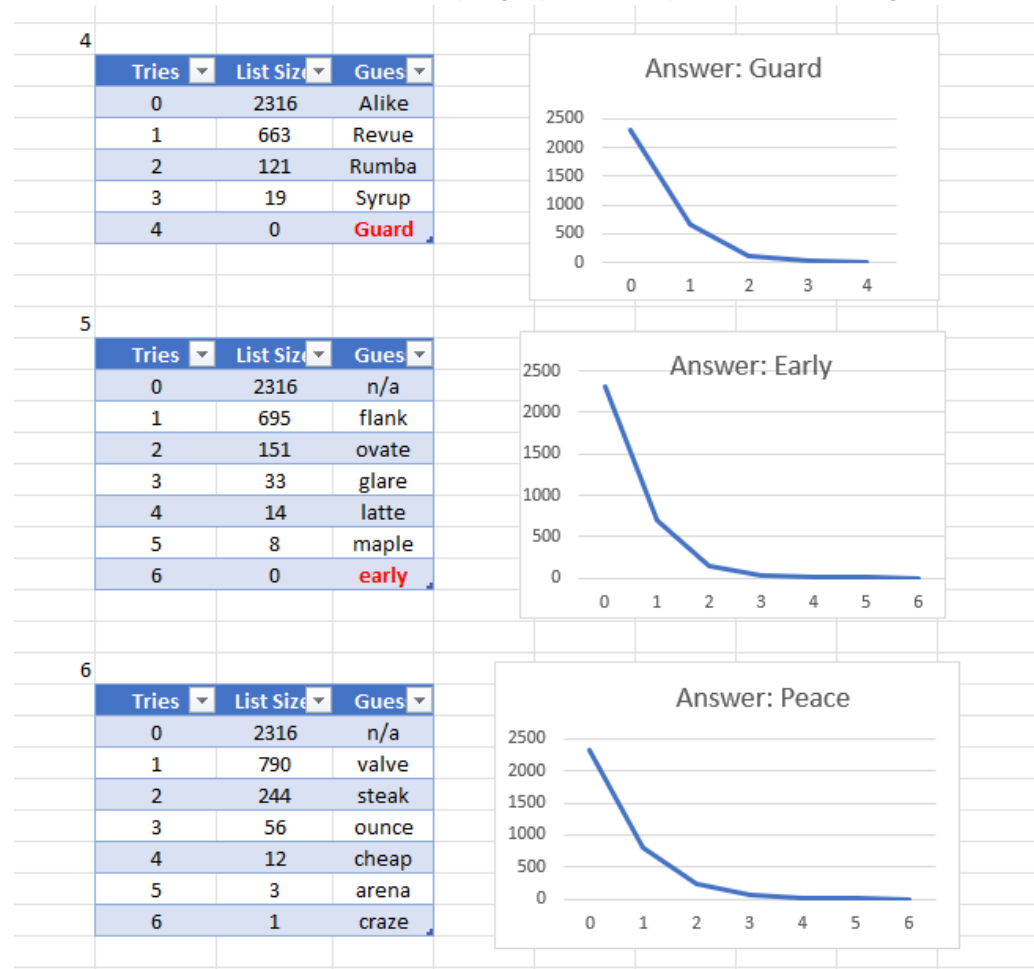 4
Tries List Size Gues
0 2316 Alike
1 663 Revue
2 121 Rumba
3 19 Syrup
4 0 Guard
Answer: Guard
2500
2000
1500
1000
500
0
0 1 2 3 4
5
Tries List Size Gues
0 2316 n/a
1 695 flank
2 151 ovate
3 33 glare
4 14 latte
5 8 maple
6 0 early
Answer: Early
2500
2000
1500
1000
500
0
0 1 2 3 4 5 6
6
Tries List Size Gues
0 2316 n/a
1 790 valve
2 244 steak
3 56 ounce
4 12 cheap
5 3 arena
6 1 craze
Answer: Peace
2500
2000
1500
1000
500
0
0 1 2 3 4 5 6